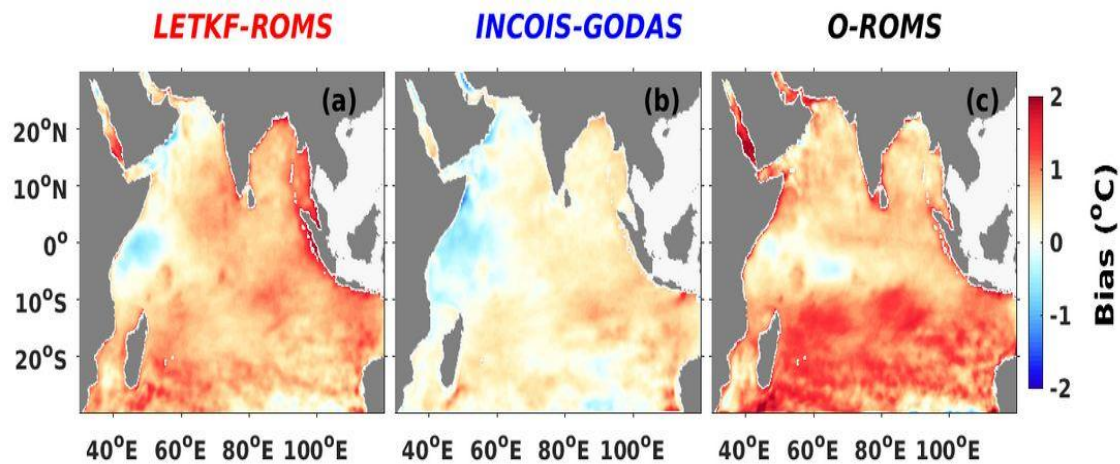 LETKF-ROMS INCOIS-GODAS O-ROMS
(a) (b) (c)
20°N
10°N
0°
10°S
20°S
40°E 60°E 80°E 100°E 40°E 60°E 80°E 100°E 40°E 60°E 80°E 100°E
2
1
0
-1
-2
Bias (°C)